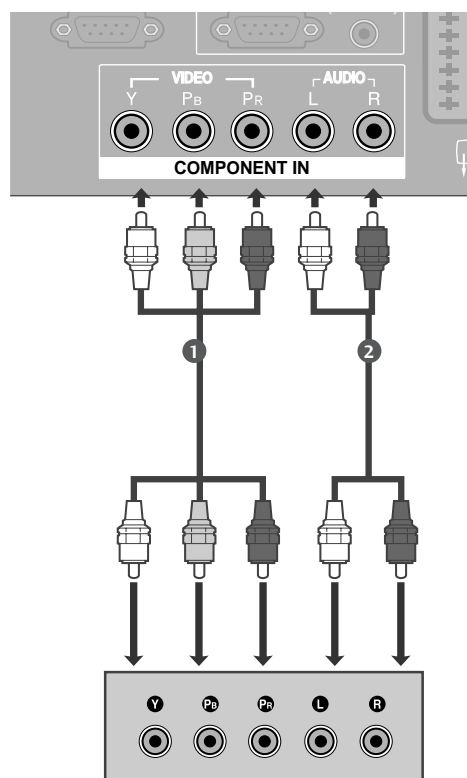 VIDEO AUDIO
Y PB PR L R
COMPONENT IN
1 2
Y PB PR L R